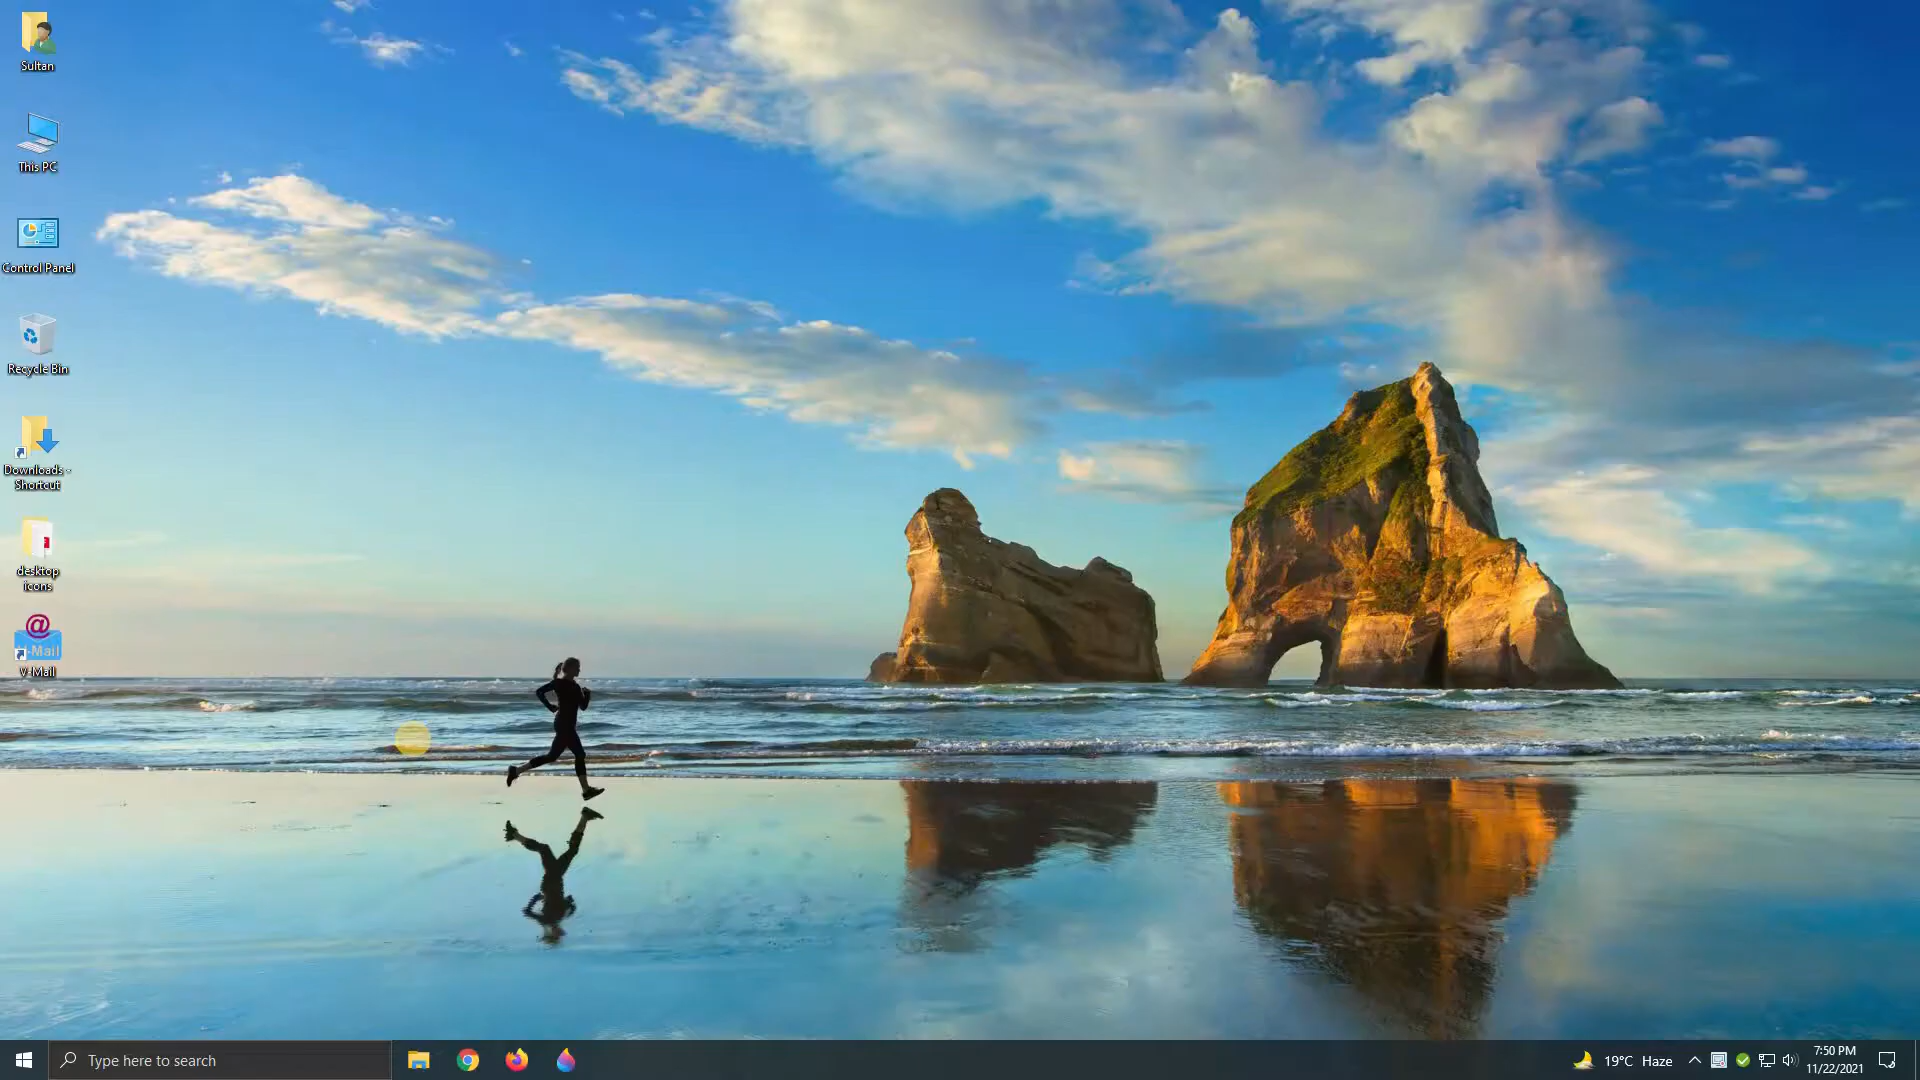 Sultan
This PC
Control Panel
Recycle Bin
Downloads -
Shortcut
desktop
icons
@
V-Mail
V-Mail
Type here to search
19°C Haze
7:50 PM
11/22/2021